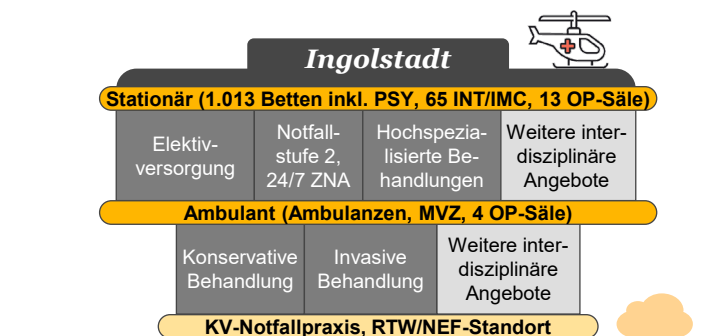 Ingolstadt
Stationär (1.013 Betten inkl. PSY, 65 INT/IMC, 13 OP-Säle)
Elektiv-
versorgung
Notfall-
stufe 2,
24/7 ZNA
Hochspezia-
lisierte Be-
handlungen
Weitere inter-
disziplinäre
Angebote
Ambulant (Ambulanzen, MVZ, 4 OP-Säle)
Konservative
Behandlung
Invasive
Behandlung
Weitere inter-
disziplinäre
Angebote
KV-Notfallpraxis, RTW/NEF-Standort